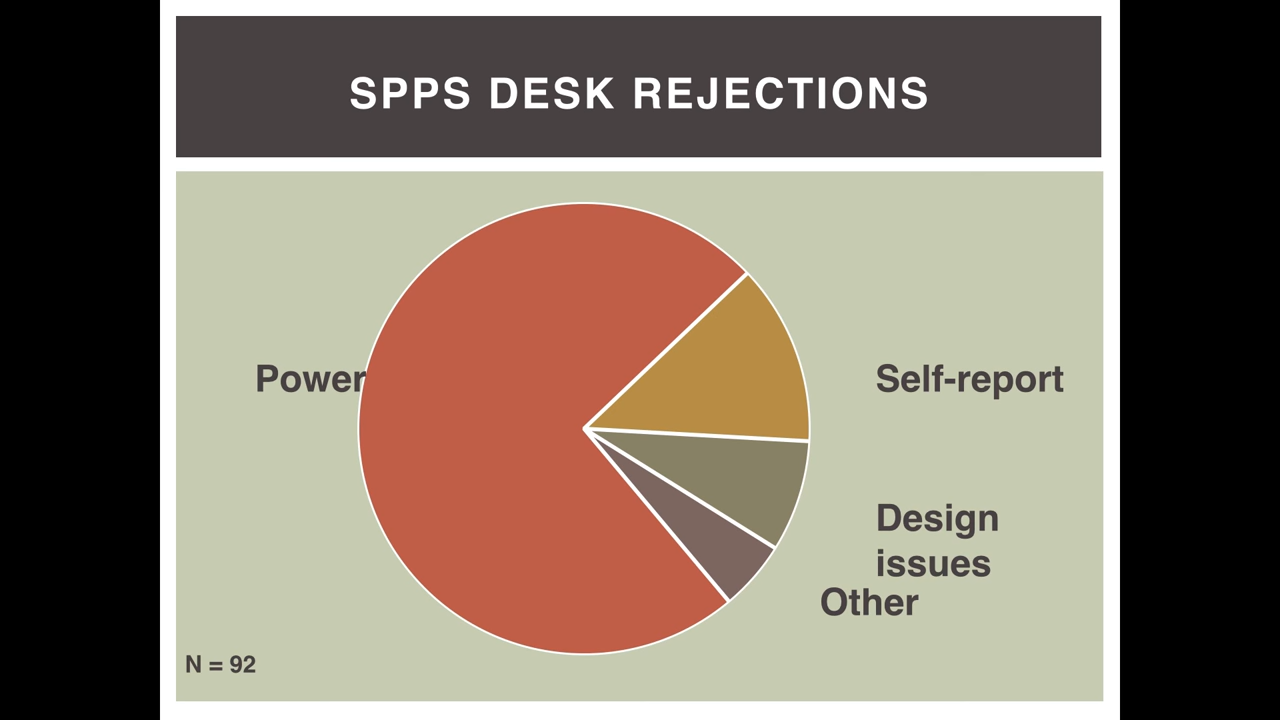 SPPS DESK REJECTIONS
Power
Self-report
Design
issues
Other
N = 92